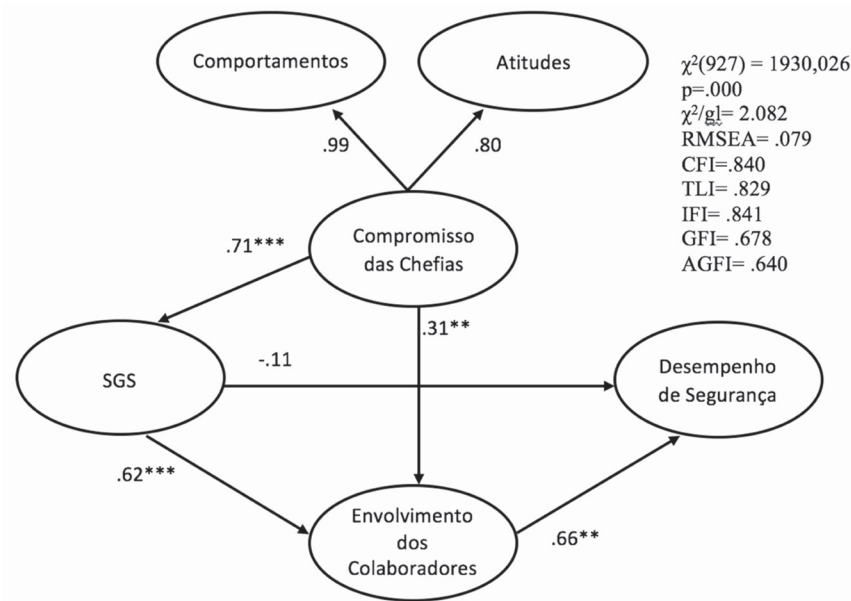 Comportamentos
Atitudes
χ²(927) = 1930,026
p=.000
χ²/gl= 2.082
RMSEA= .079
CFI=.840
TLI= .829
IFI= .841
GFI= .678
AGFI= .640
.99
.80
Compromisso
das Chefias
.71***
.31**
SGS
-.11
Desempenho
de Segurança
.62***
Envolvimento
dos
Colaboradores
.66**